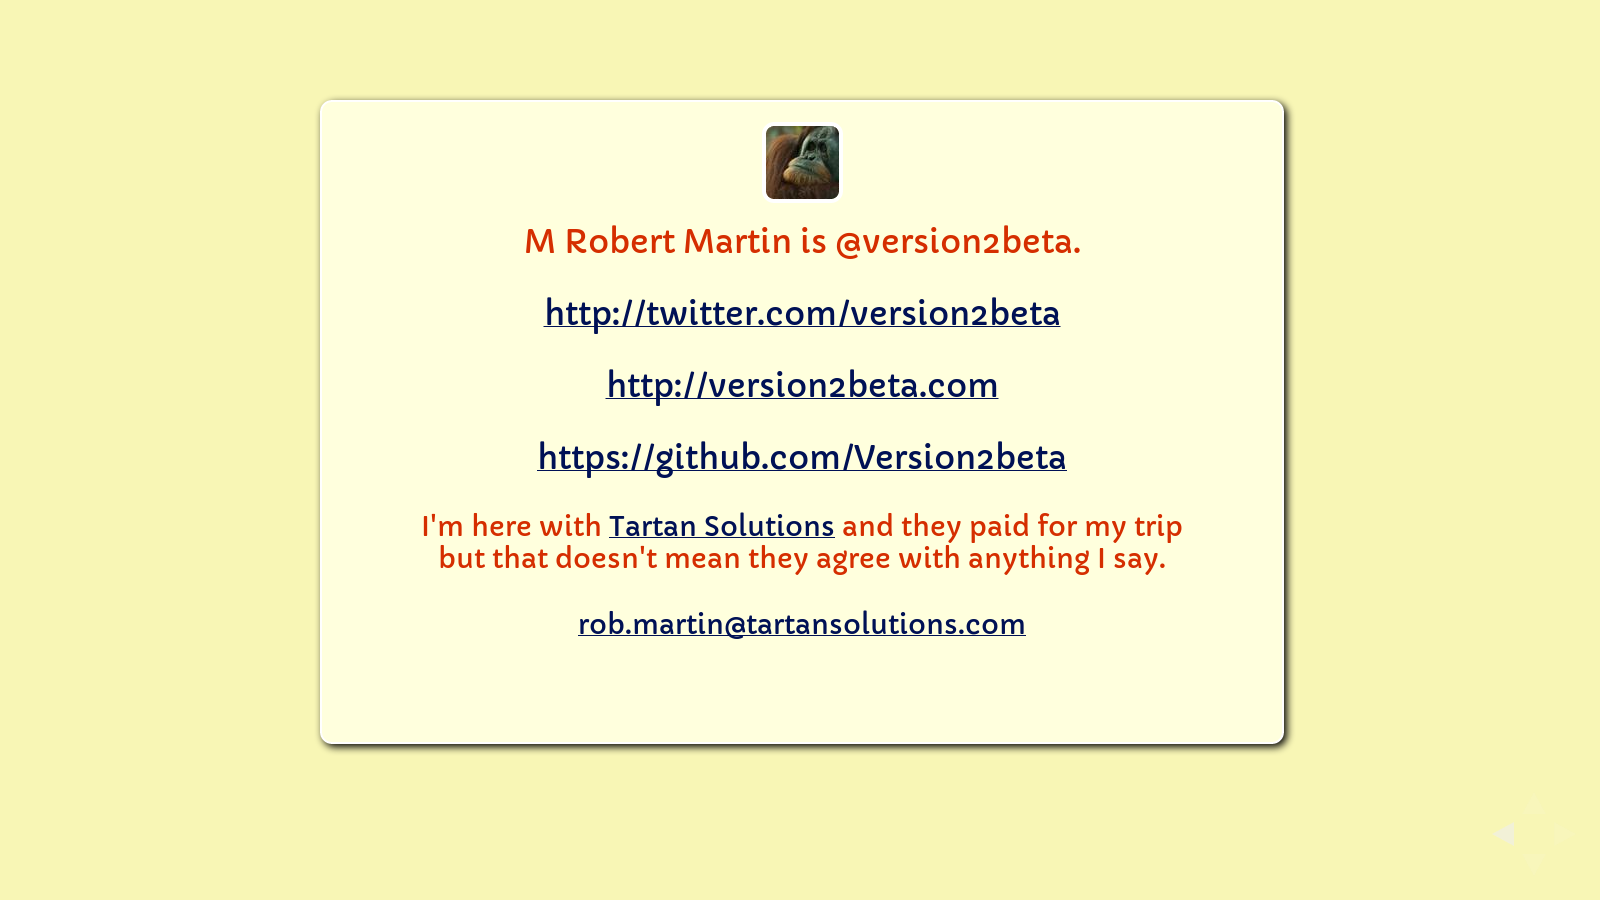 M Robert Martin is @version2beta.
http://twitter.com/version2beta
http://version2beta.com
https://github.com/Version2beta
I'm here with Tartan Solutions and they paid for my trip
but that doesn't mean they agree with anything I say.
rob.martin@tartansolutions.com